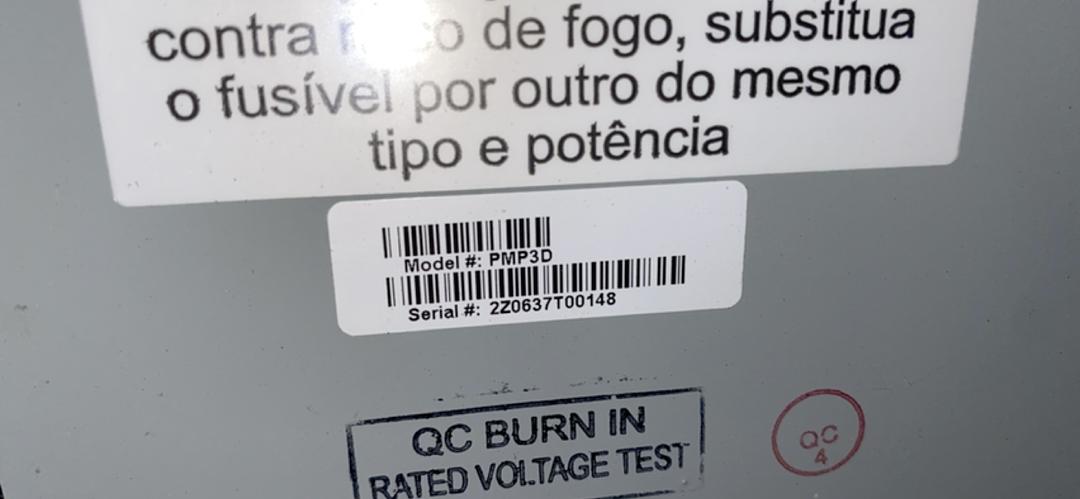 contra de fogo, substitua
o fusível por outro do mesmo
tipo e potência
Model #: PMP3D
Serial #: 2Z0637T00148
QC BURN IN
RATED VOLTAGE TEST
QC
4